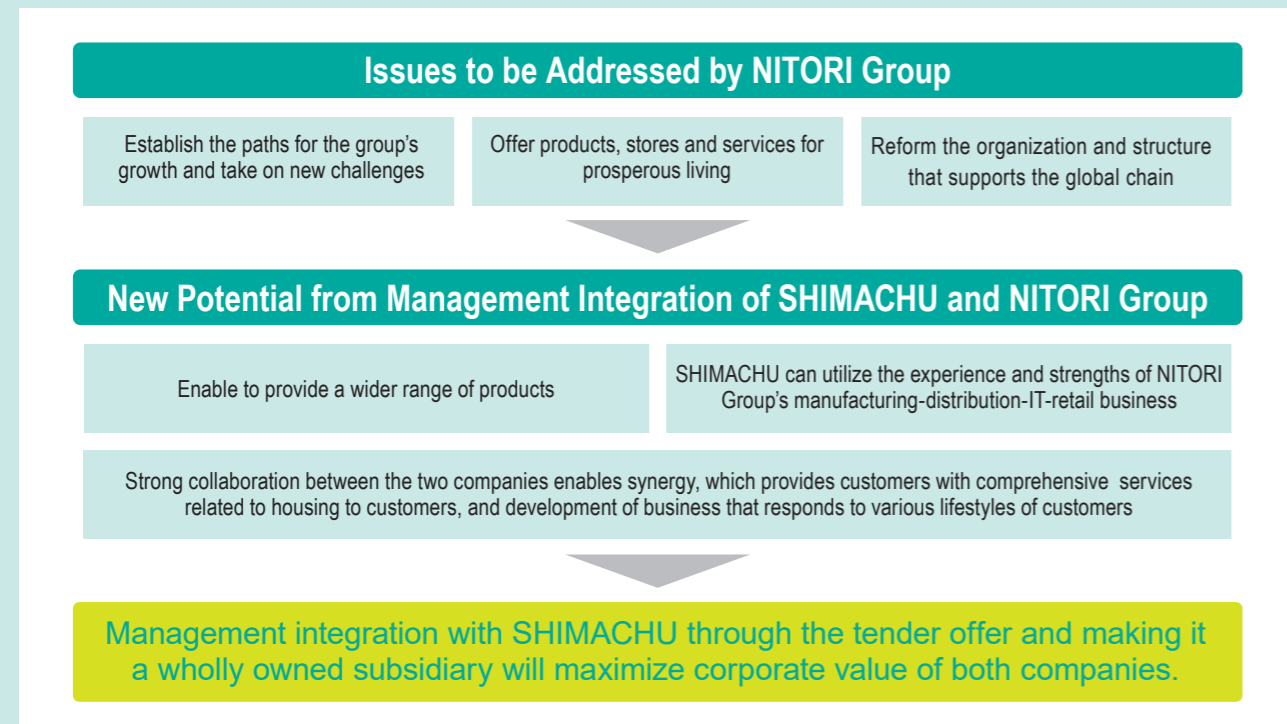 Issues to be Addressed by NITORI Group
Establish the paths for the group's
growth and take on new challenges
Offer products, stores and services for
prosperous living
Reform the organization and structure
that supports the global chain
New Potential from Management Integration of SHIMACHU and NITORI Group
Enable to provide a wider range of products
SHIMACHU can utilize the experience and strengths of NITORI
Group's manufacturing-distribution-IT-retail business
Strong collaboration between the two companies enables synergy, which provides customers with comprehensive services
related to housing to customers, and development of business that responds to various lifestyles of customers
Management integration with SHIMACHU through the tender offer and making it
a wholly owned subsidiary will maximize corporate value of both companies.